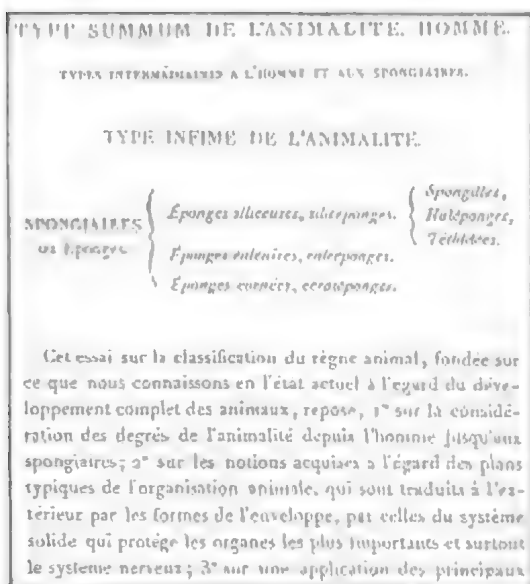 TYPE SUMMUM DE L'ANIMALITÉ. HOMME.
TYPES INTERMÉDIAIRES A L'HOMME ET AUX SPONGIAIRES.
TYPE INFIME DE L'ANIMALITÉ.
SPONGIAIRES
ou Éponges
Éponges siliceuses, siliceponges.
Spongilles,
Haléponges,
Téthiidées.
Éponges calcaires, calcéponges.
Éponges cornées, cératéponges.
Cet essai sur la classification du règne animal, fondée sur
ce que nous connaissons en l'état actuel à l'égard du déve-
loppement complet des animaux, repose, 1° sur la considé-
ration des degrés de l'animalité depuis l'homme jusqu'aux
spongiaires; 2° sur les notions acquises à l'égard des plans
typiques de l'organisation animale, qui sont traduits à l'ex-
térieur par les formes de l'enveloppe, par celles du système
solide qui protége les organes les plus importants et surtout
le système nerveux; 3° sur une application des principaux